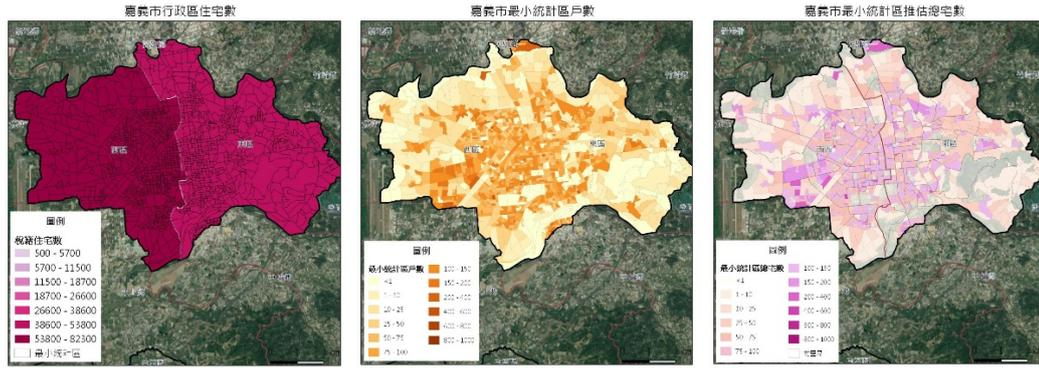 嘉義市行政區住宅數
西區
東區
圖例
稅籍住宅數
500 - 5700
5700 - 11500
11500 - 18700
18700 - 26600
26600 - 38600
38600 - 53800
53800 - 82300
最小統計區
嘉義市最小統計區戶數
西區
東區
圖例
最小統計區戶數
<1
1 - 10
10 - 25
25 - 50
50 - 75
75 - 100
100 - 150
150 - 200
200 - 400
400 - 600
600 - 800
800 - 1000
嘉義市最小統計區推估總宅數
圖例
最小統計區總宅數
<1
1 - 10
10 - 25
25 - 50
50 - 75
75 - 100
100 - 150
150 - 200
200 - 400
400 - 600
600 - 800
800 - 1000